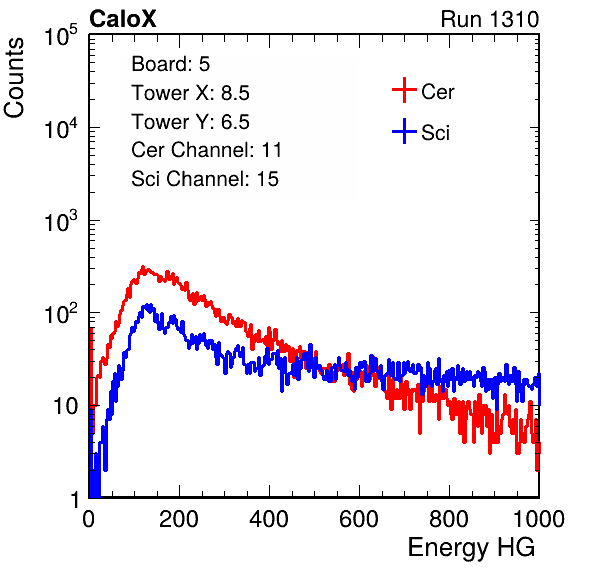 CaloX Run 1310
Counts
Board: 5
Tower X: 8.5
Tower Y: 6.5
Cer Channel: 11
Sci Channel: 15
Cer
Sci
10^5
10^4
10^3
10^2
10
1
0 200 400 600 800 1000
Energy HG